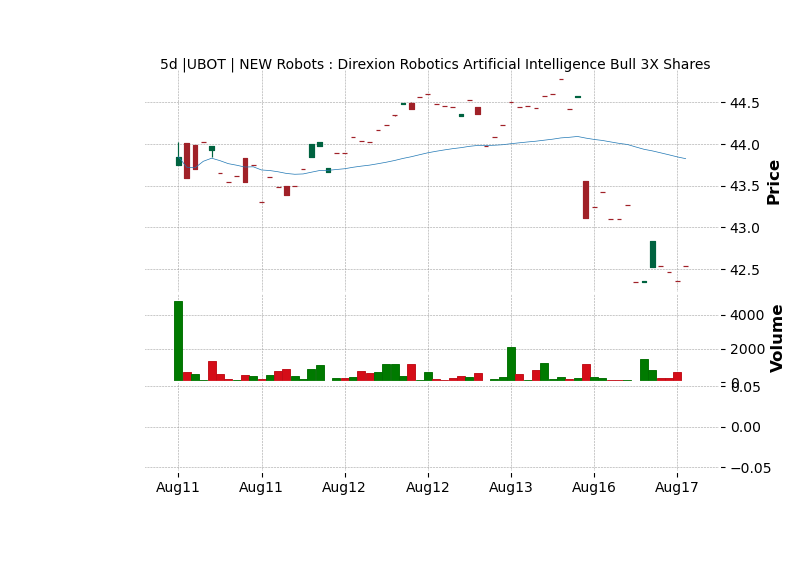 5d |UBOT | NEW Robots : Direxion Robotics Artificial Intelligence Bull 3X Shares
44.5
44.0
43.5
43.0
42.5
Price
4000
2000
0
Volume
0.05
0.00
−0.05
Aug11 Aug11 Aug12 Aug12 Aug13 Aug16 Aug17